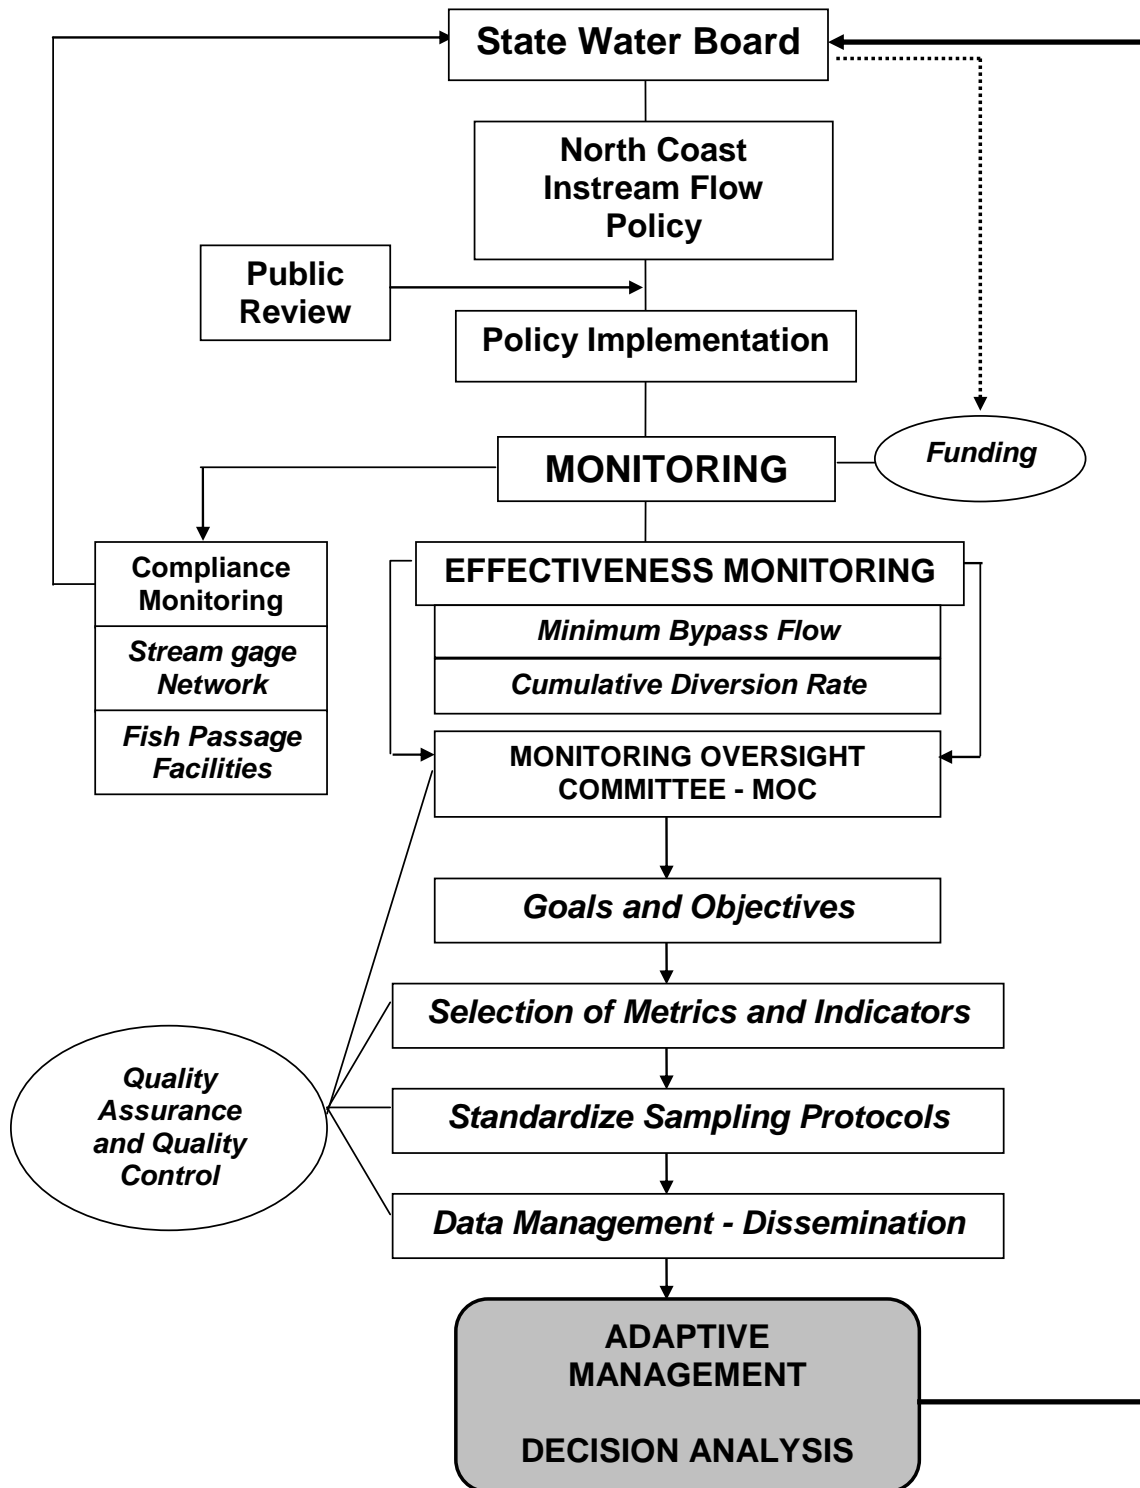 State Water Board
North Coast
Instream Flow
Policy
Public
Review
Policy Implementation
Funding
MONITORING
Compliance
Monitoring
Stream gage
Network
Fish Passage
Facilities
EFFECTIVENESS MONITORING
Minimum Bypass Flow
Cumulative Diversion Rate
MONITORING OVERSIGHT
COMMITTEE - MOC
Goals and Objectives
Selection of Metrics and Indicators
Quality
Assurance
and Quality
Control
Standardize Sampling Protocols
Data Management - Dissemination
ADAPTIVE
MANAGEMENT
DECISION ANALYSIS